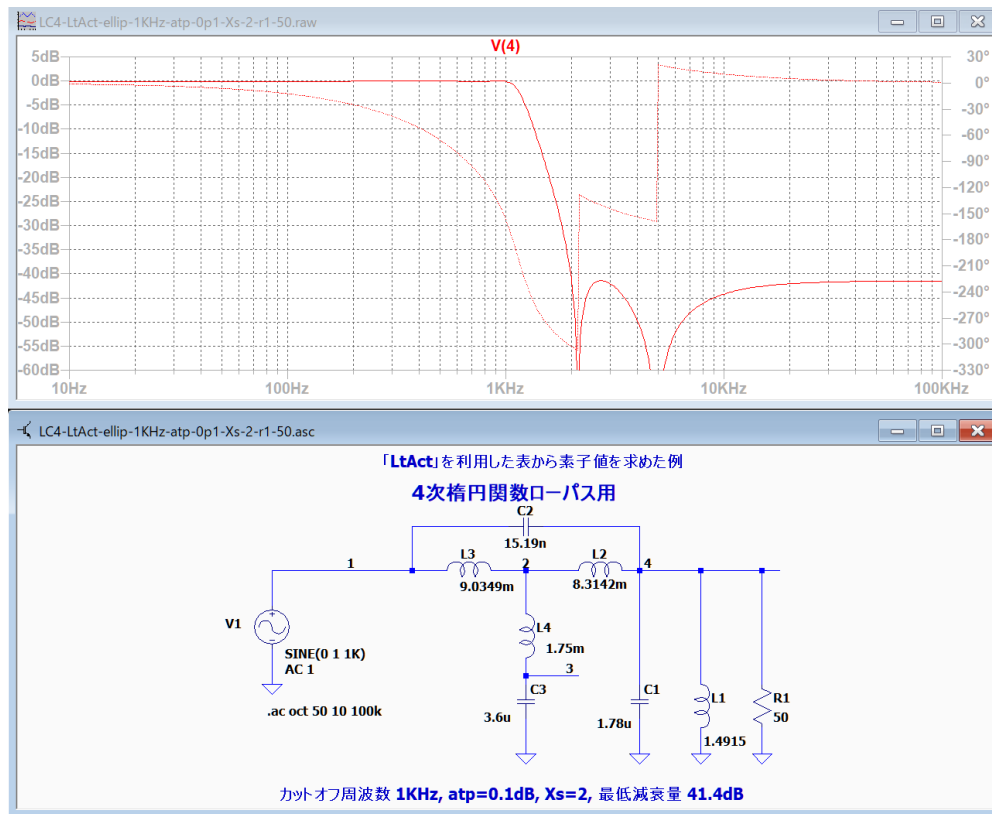 LC4-LtAct-ellip-1KHz-atp-0p1-Xs-2-r1-50.raw
V(4)
5dB
0dB
-5dB
-10dB
-15dB
-20dB
-25dB
-30dB
-35dB
-40dB
-45dB
-50dB
-55dB
-60dB
30°
0°
-30°
-60°
-90°
-120°
-150°
-180°
-210°
-240°
-270°
-300°
-330°
10Hz 100Hz 1KHz 10KHz 100KHz
LC4-LtAct-ellip-1KHz-atp-0p1-Xs-2-r1-50.asc
「LtAct」を利用した表から素子値を求めた例
4次楕円関数ローパス用
C2
15.19n
1 L3 2 L2 4
9.0349m 8.3142m
V1
SINE(0 1 1K)
AC 1
L4
1.75m
3
C3
3.6u
C1
1.78u
L1
1.4915
R1
50
.ac oct 50 10 100k
カットオフ周波数 1KHz, atp=0.1dB, Xs=2, 最低減衰量 41.4dB